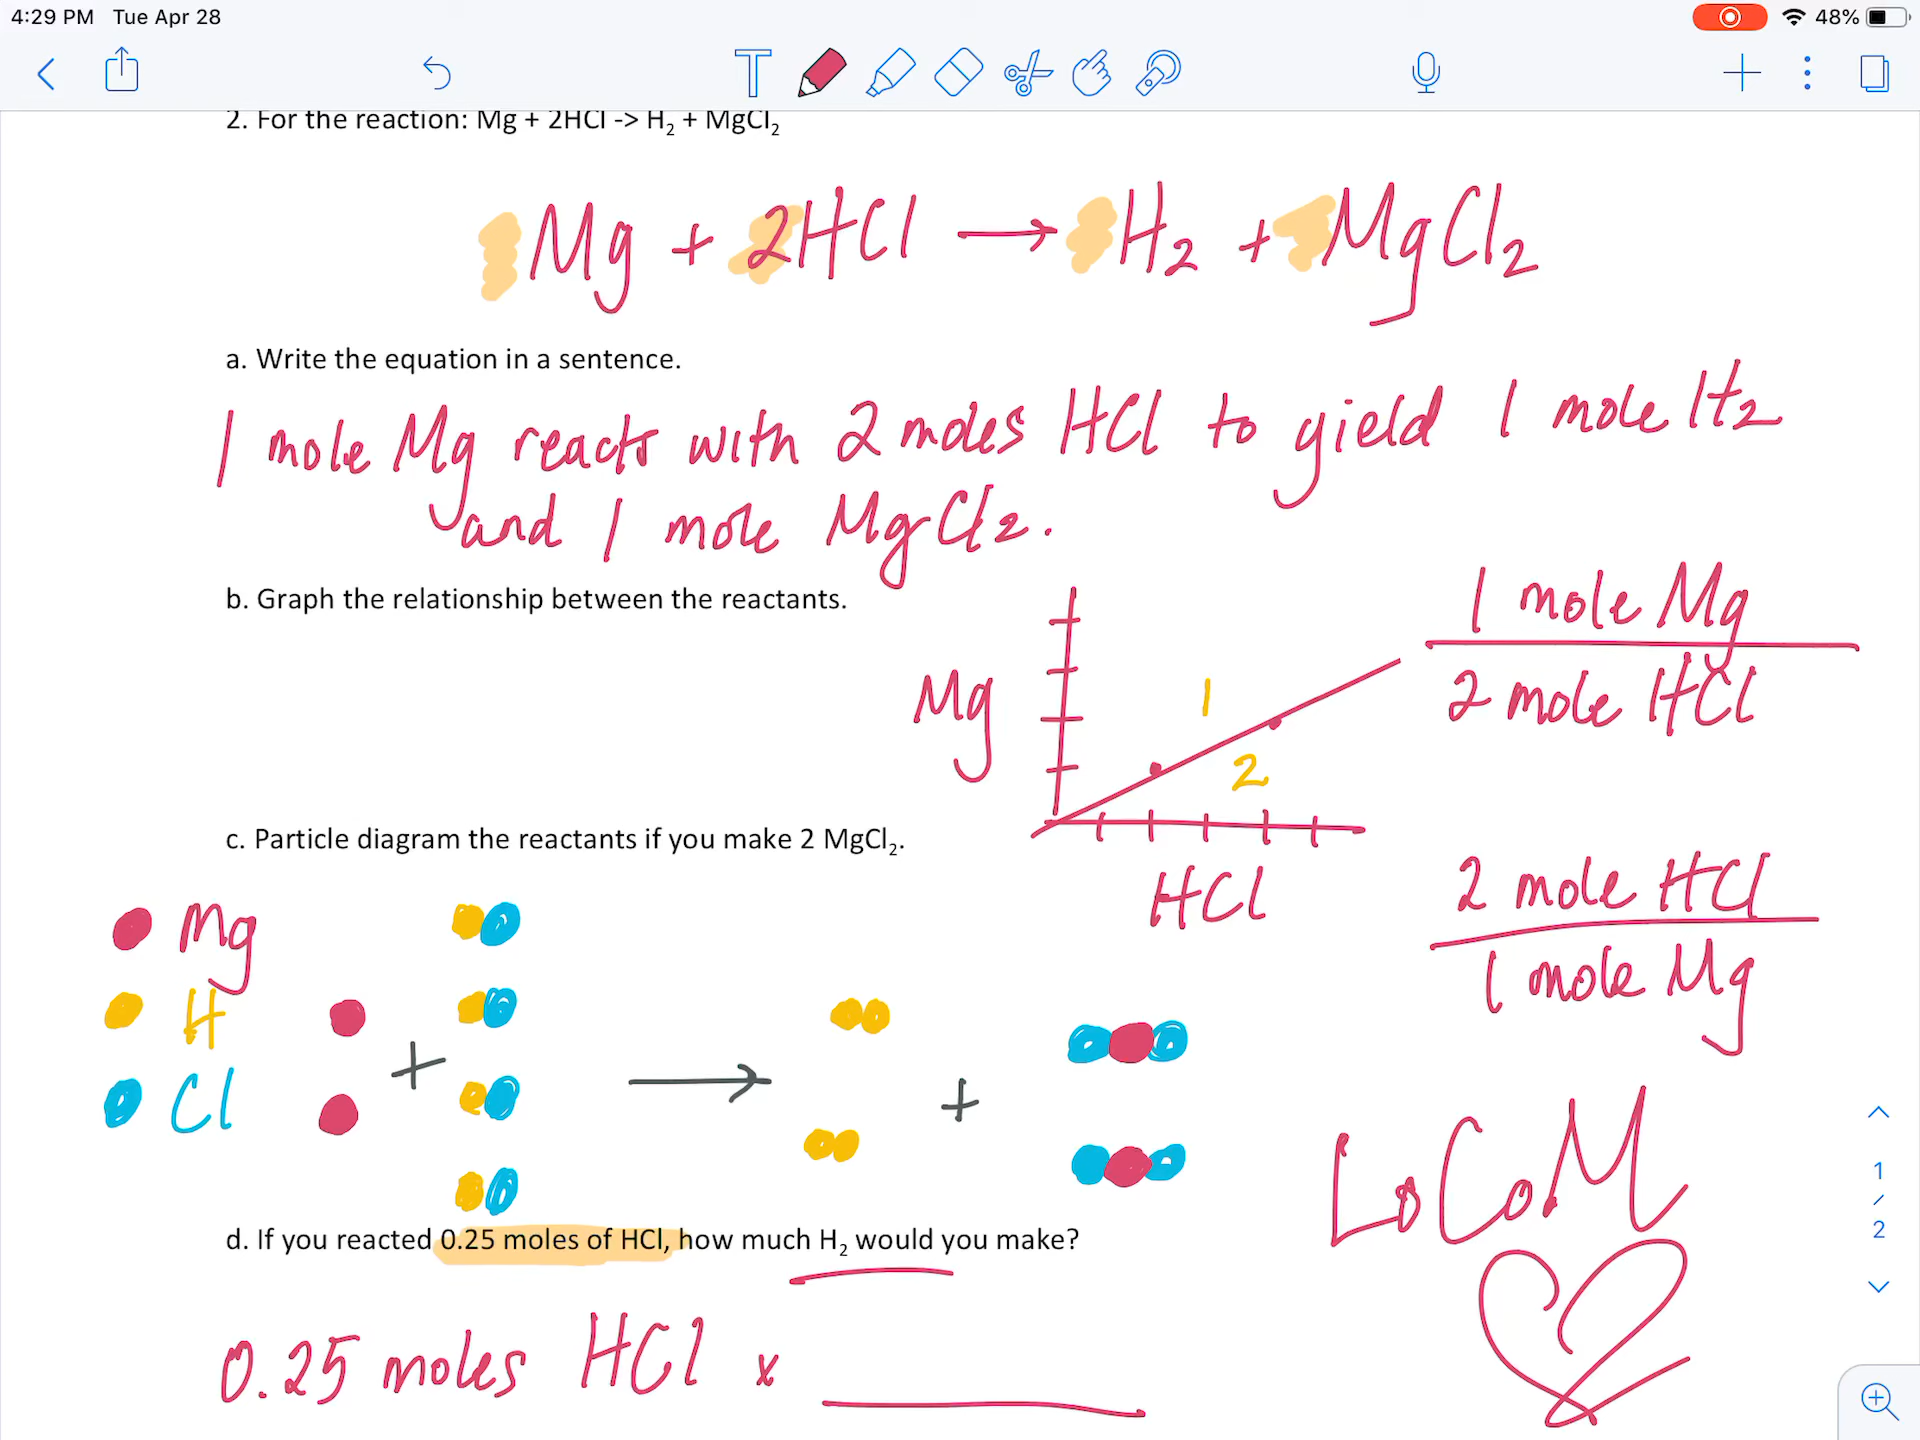 4:29 PM Tue Apr 28
48%
T
2. For the reaction: Mg + 2HCl -> H₂ + MgCl₂
Mg + 2HCl → H₂ + MgCl₂
a. Write the equation in a sentence.
1 mole Mg reacts with 2 moles HCl to yield 1 mole H₂
and 1 mole MgCl₂.
b. Graph the relationship between the reactants.
1 mole Mg
2 mole HCl
Mg
1
2
HCl
2 mole HCl
1 mole Mg
c. Particle diagram the reactants if you make 2 MgCl₂.
Mg
H
Cl
+
→
+
LoCoM
1
/
2
d. If you reacted 0.25 moles of HCl, how much H₂ would you make?
0.25 moles HCl x